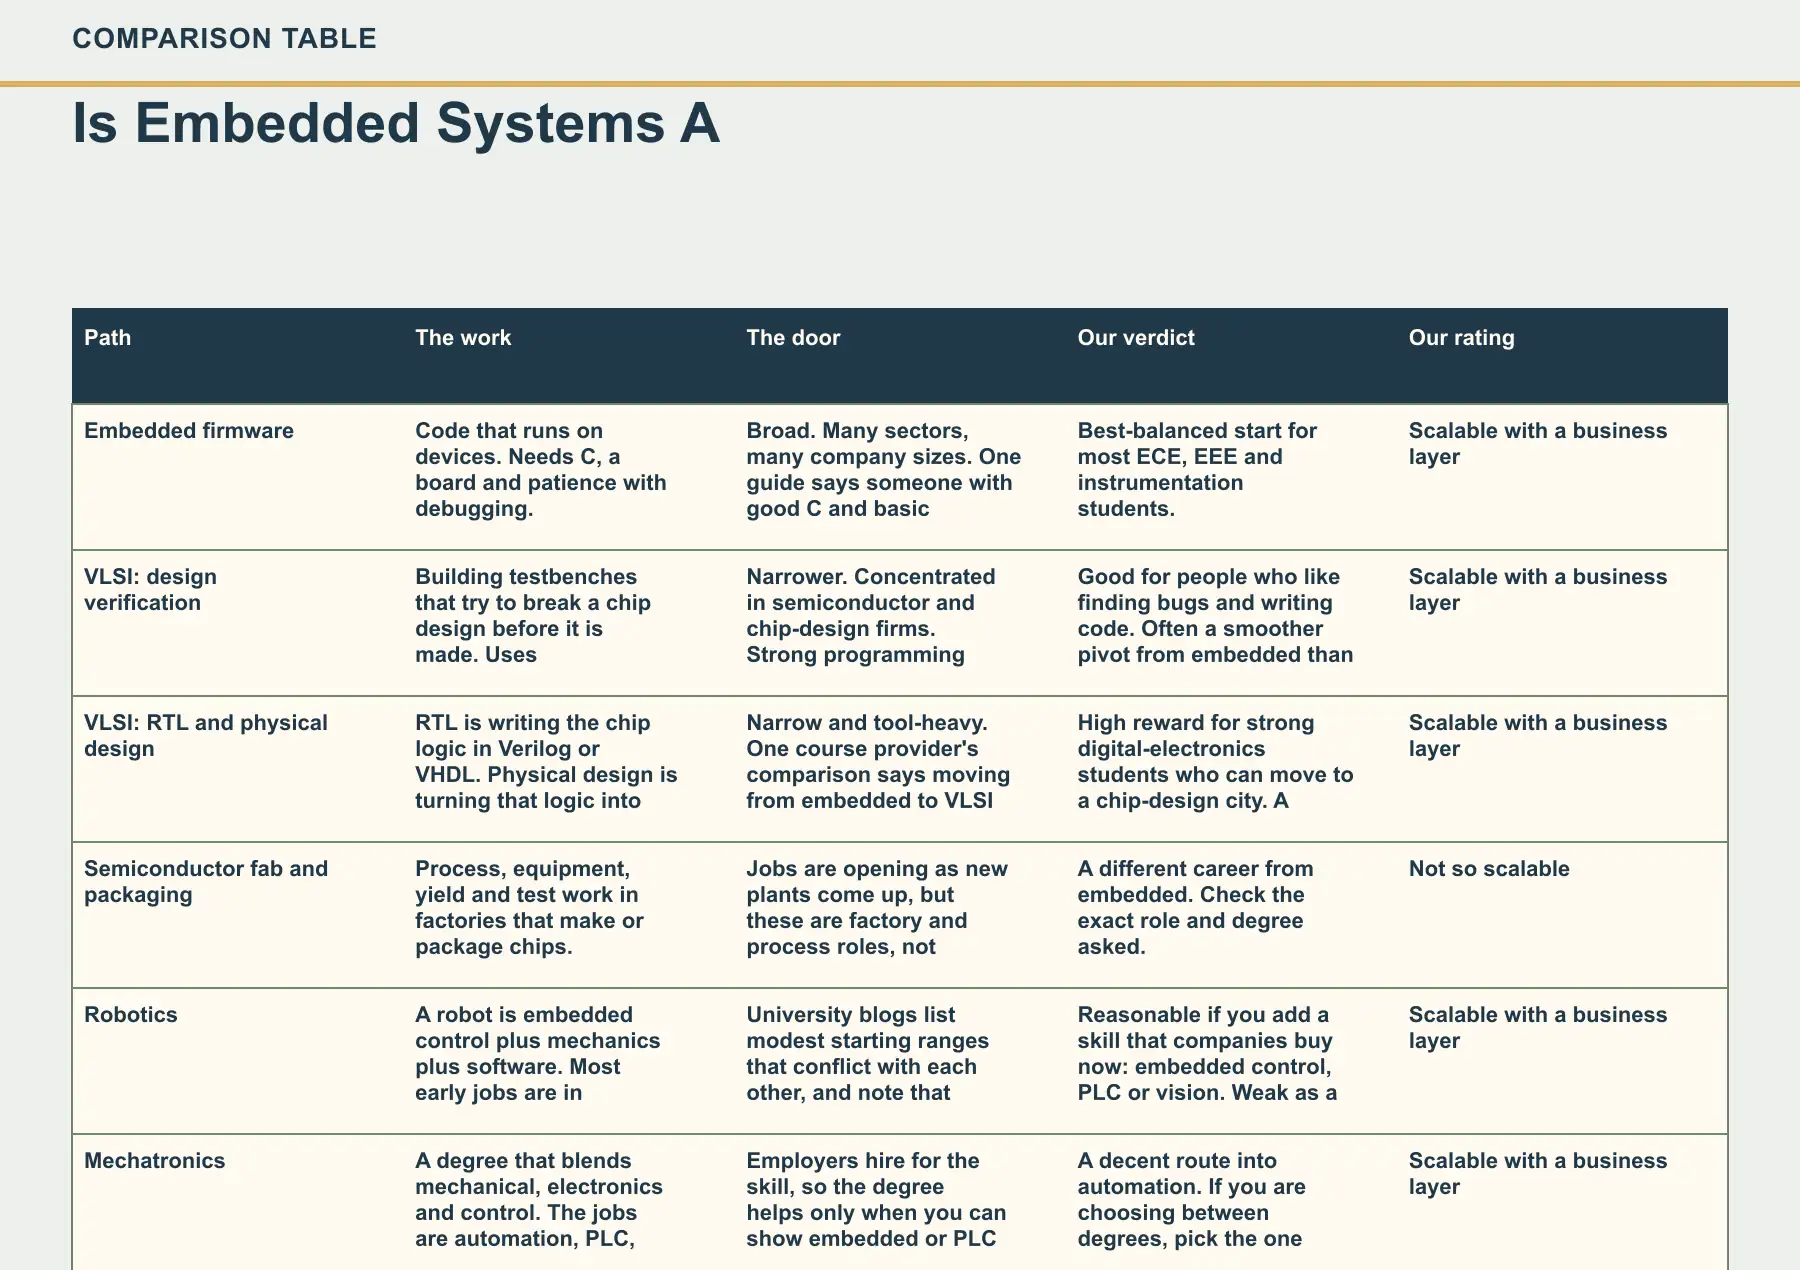 COMPARISON TABLE
Is Embedded Systems A
Path
The work
The door
Our verdict
Our rating
Embedded firmware
Code that runs on
devices. Needs C, a
board and patience with
debugging.
Broad. Many sectors,
many company sizes. One
guide says someone with
good C and basic
Best-balanced start for
most ECE, EEE and
instrumentation
students.
Scalable with a business
layer
VLSI: design
verification
Building testbenches
that try to break a chip
design before it is
made. Uses
Narrower. Concentrated
in semiconductor and
chip-design firms.
Strong programming
Good for people who like
finding bugs and writing
code. Often a smoother
pivot from embedded than
Scalable with a business
layer
VLSI: RTL and physical
design
RTL is writing the chip
logic in Verilog or
VHDL. Physical design is
turning that logic into
Narrow and tool-heavy.
One course provider's
comparison says moving
from embedded to VLSI
High reward for strong
digital-electronics
students who can move to
a chip-design city. A
Scalable with a business
layer
Semiconductor fab and
packaging
Process, equipment,
yield and test work in
factories that make or
package chips.
Jobs are opening as new
plants come up, but
these are factory and
process roles, not
A different career from
embedded. Check the
exact role and degree
asked.
Not so scalable
Robotics
A robot is embedded
control plus mechanics
plus software. Most
early jobs are in
University blogs list
modest starting ranges
that conflict with each
other, and note that
Reasonable if you add a
skill that companies buy
now: embedded control,
PLC or vision. Weak as a
Scalable with a business
layer
Mechatronics
A degree that blends
mechanical, electronics
and control. The jobs
are automation, PLC,
Employers hire for the
skill, so the degree
helps only when you can
show embedded or PLC
A decent route into
automation. If you are
choosing between
degrees, pick the one
Scalable with a business
layer